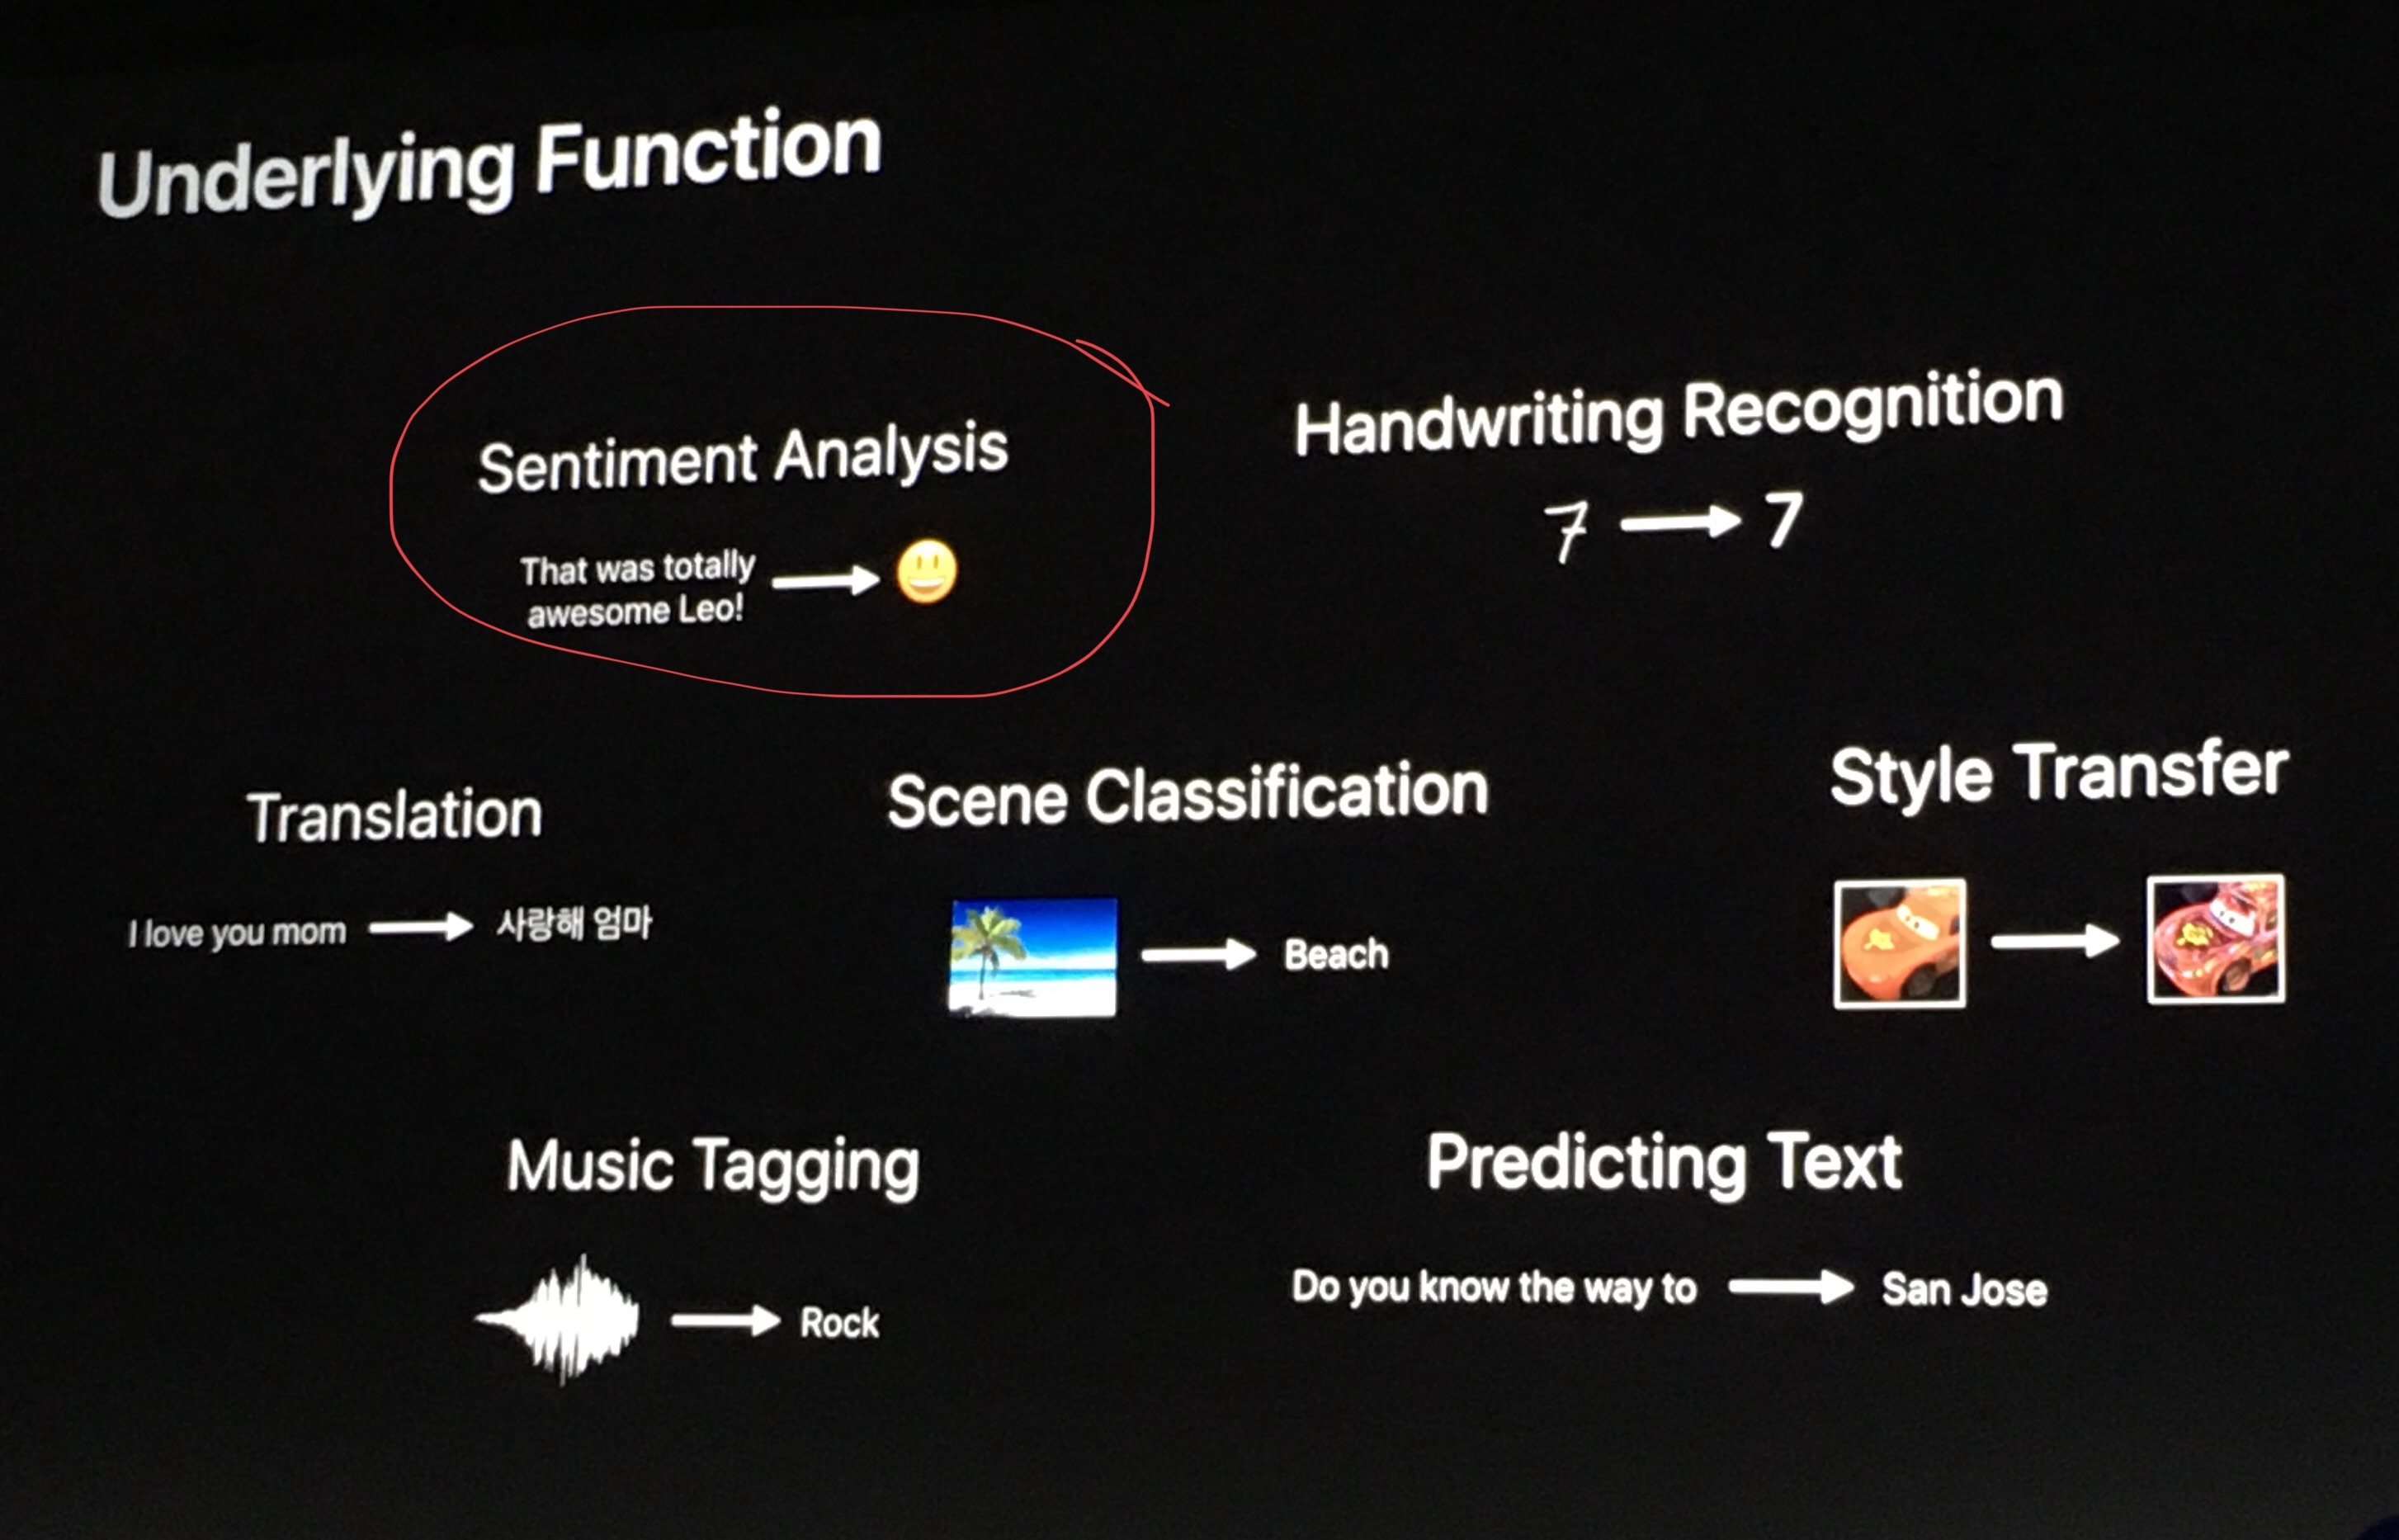 Underlying Function
Sentiment Analysis
That was totally
awesome Leo!
Handwriting Recognition
7
7
Translation
I love you mom
사랑해 엄마
Scene Classification
Beach
Style Transfer
Music Tagging
Rock
Predicting Text
Do you know the way to
San Jose